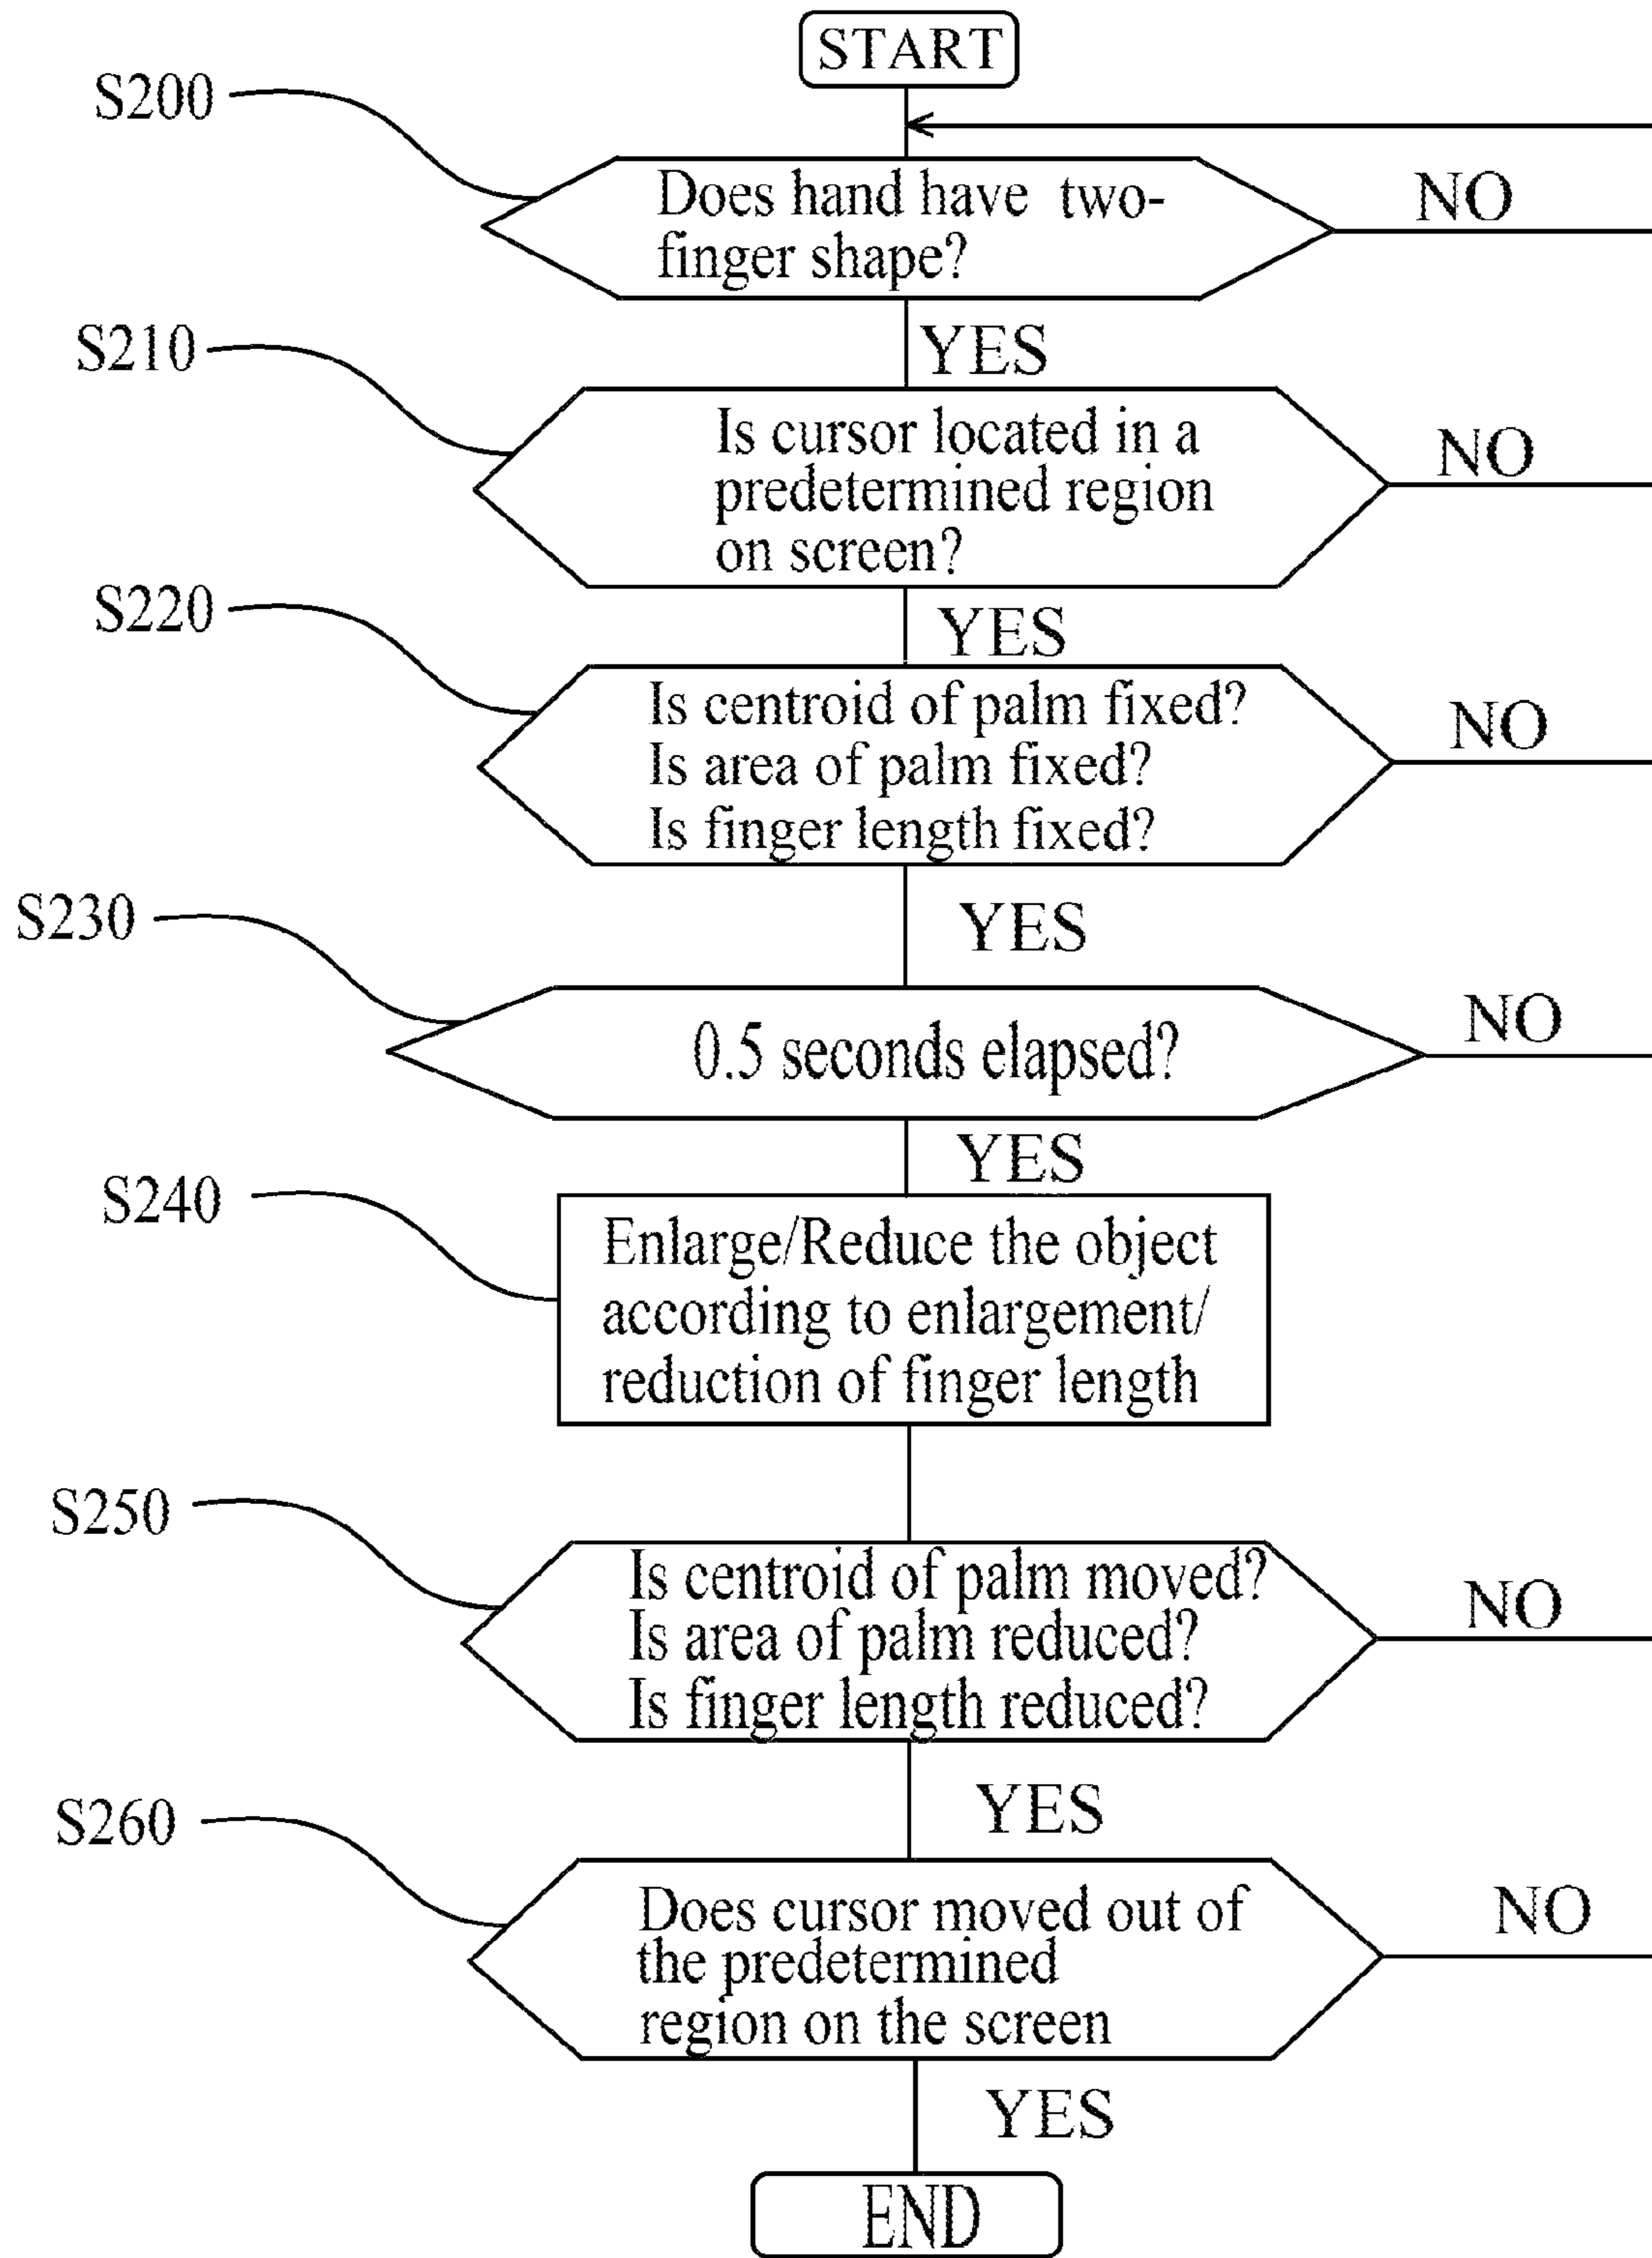 START
S200
Does hand have two-
finger shape?
NO
YES
S210
Is cursor located in a
predetermined region
on screen?
NO
YES
S220
Is centroid of palm fixed?
Is area of palm fixed?
Is finger length fixed?
NO
YES
S230
0.5 seconds elapsed?
NO
YES
S240
Enlarge/Reduce the object
according to enlargement/
reduction of finger length
S250
Is centroid of palm moved?
Is area of palm reduced?
Is finger length reduced?
NO
YES
S260
Does cursor moved out of
the predetermined
region on the screen
NO
YES
END